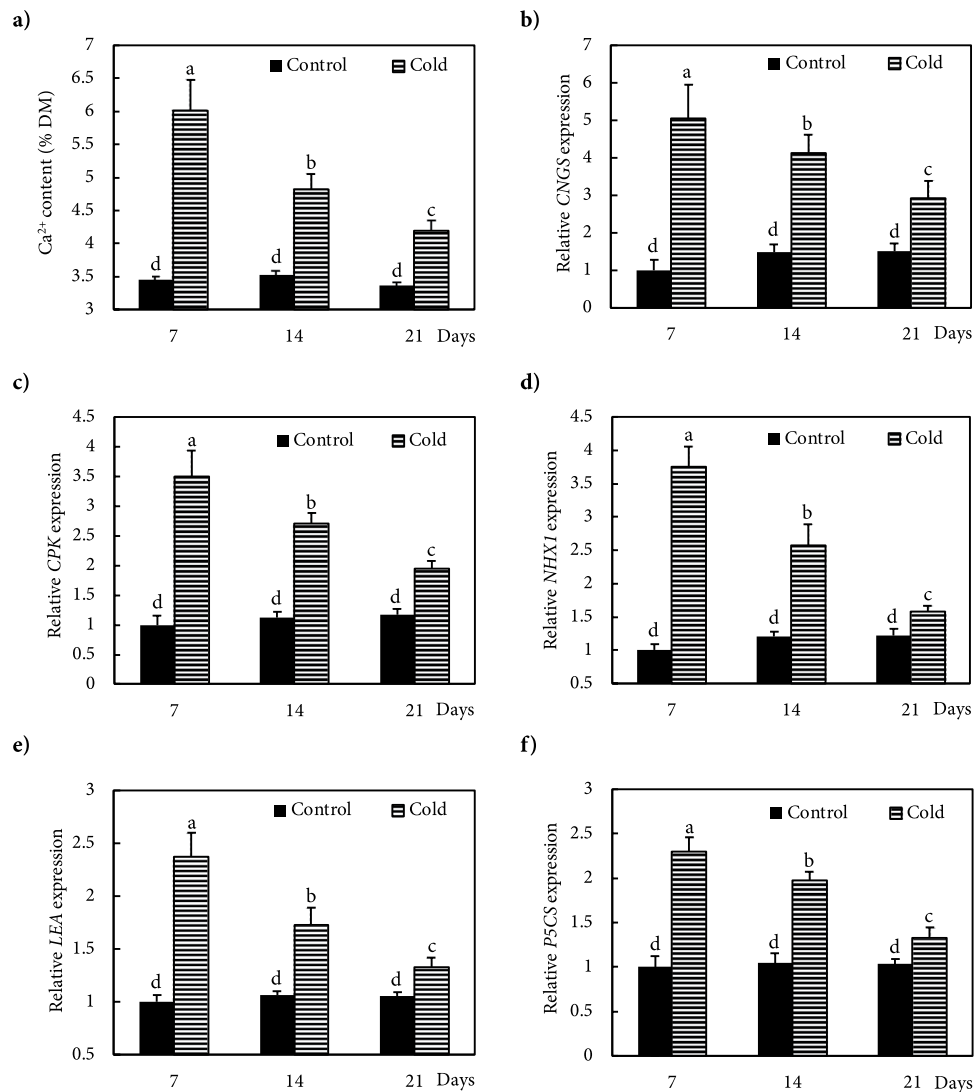 a)
b)
7
6.5
6
5.5
5
4.5
4
3.5
3
Ca²⁺ content (% DM)
Control
Cold
a
b
c
d
d
d
7
14
21
Days
7
6
5
4
3
2
1
0
Relative CNGS expression
Control
Cold
a
b
c
d
d
d
7
14
21
Days
c)
d)
4.5
4
3.5
3
2.5
2
1.5
1
0.5
0
Relative CPK expression
Control
Cold
a
b
c
d
d
d
7
14
21
Days
4.5
4
3.5
3
2.5
2
1.5
1
0.5
Relative NHX1 expression
Control
Cold
a
b
c
d
d
d
7
14
21
Days
e)
f)
3
2.5
2
1.5
1
0.5
Relative LEA expression
Control
Cold
a
b
c
d
d
d
7
14
21
Days
3
2.5
2
1.5
1
0.5
0
Relative P5CS expression
Control
Cold
a
b
c
d
d
d
7
14
21
Days